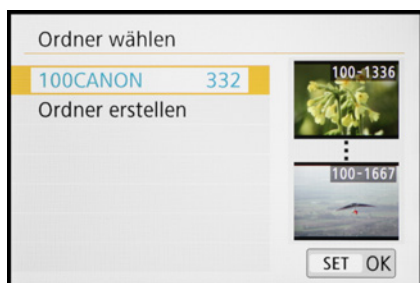 Ordner wählen
100CANON 332
Ordner erstellen
100-1336
100-1667
SET OK